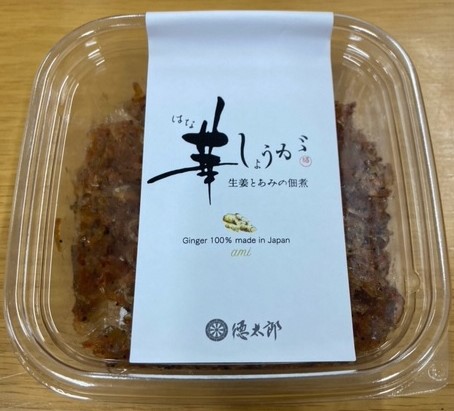 はな
華しょうが
生姜とあみの佃煮
Ginger 100% made in Japan
ami
徳太郎